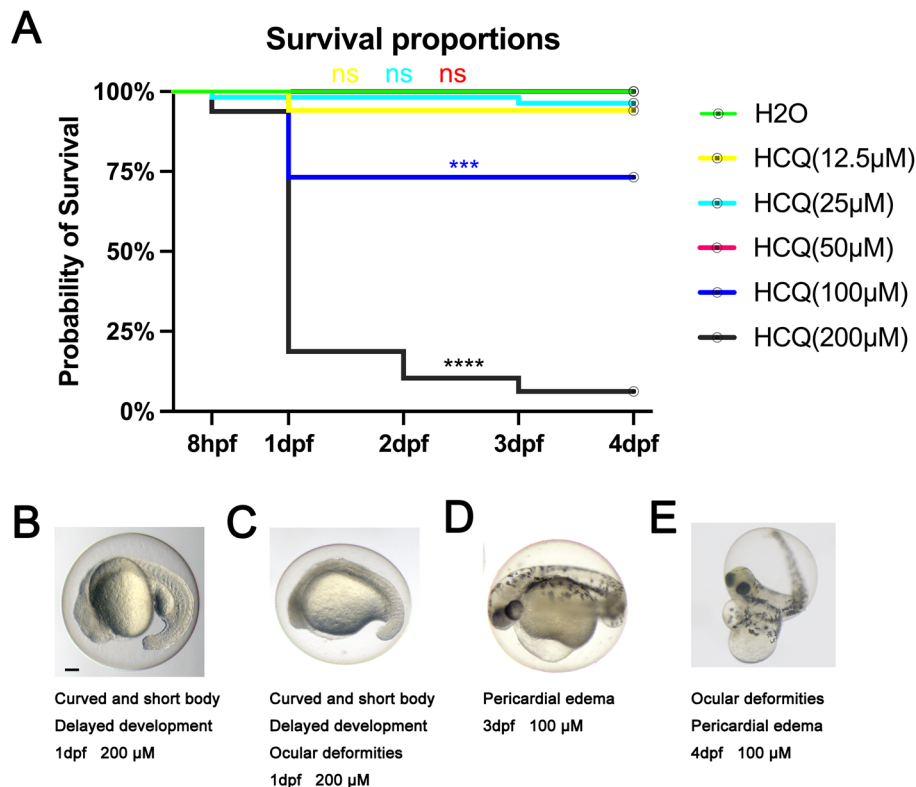 A
Survival proportions
ns ns ns
Probability of Survival
100%
75%
50%
25%
0%
***
****
8hpf 1dpf 2dpf 3dpf 4dpf
H2O
HCQ(12.5μM)
HCQ(25μM)
HCQ(50μM)
HCQ(100μM)
HCQ(200μM)
B
Curved and short body
Delayed development
1dpf 200 μM
C
Curved and short body
Delayed development
Ocular deformities
1dpf 200 μM
D
Pericardial edema
3dpf 100 μM
E
Ocular deformities
Pericardial edema
4dpf 100 μM